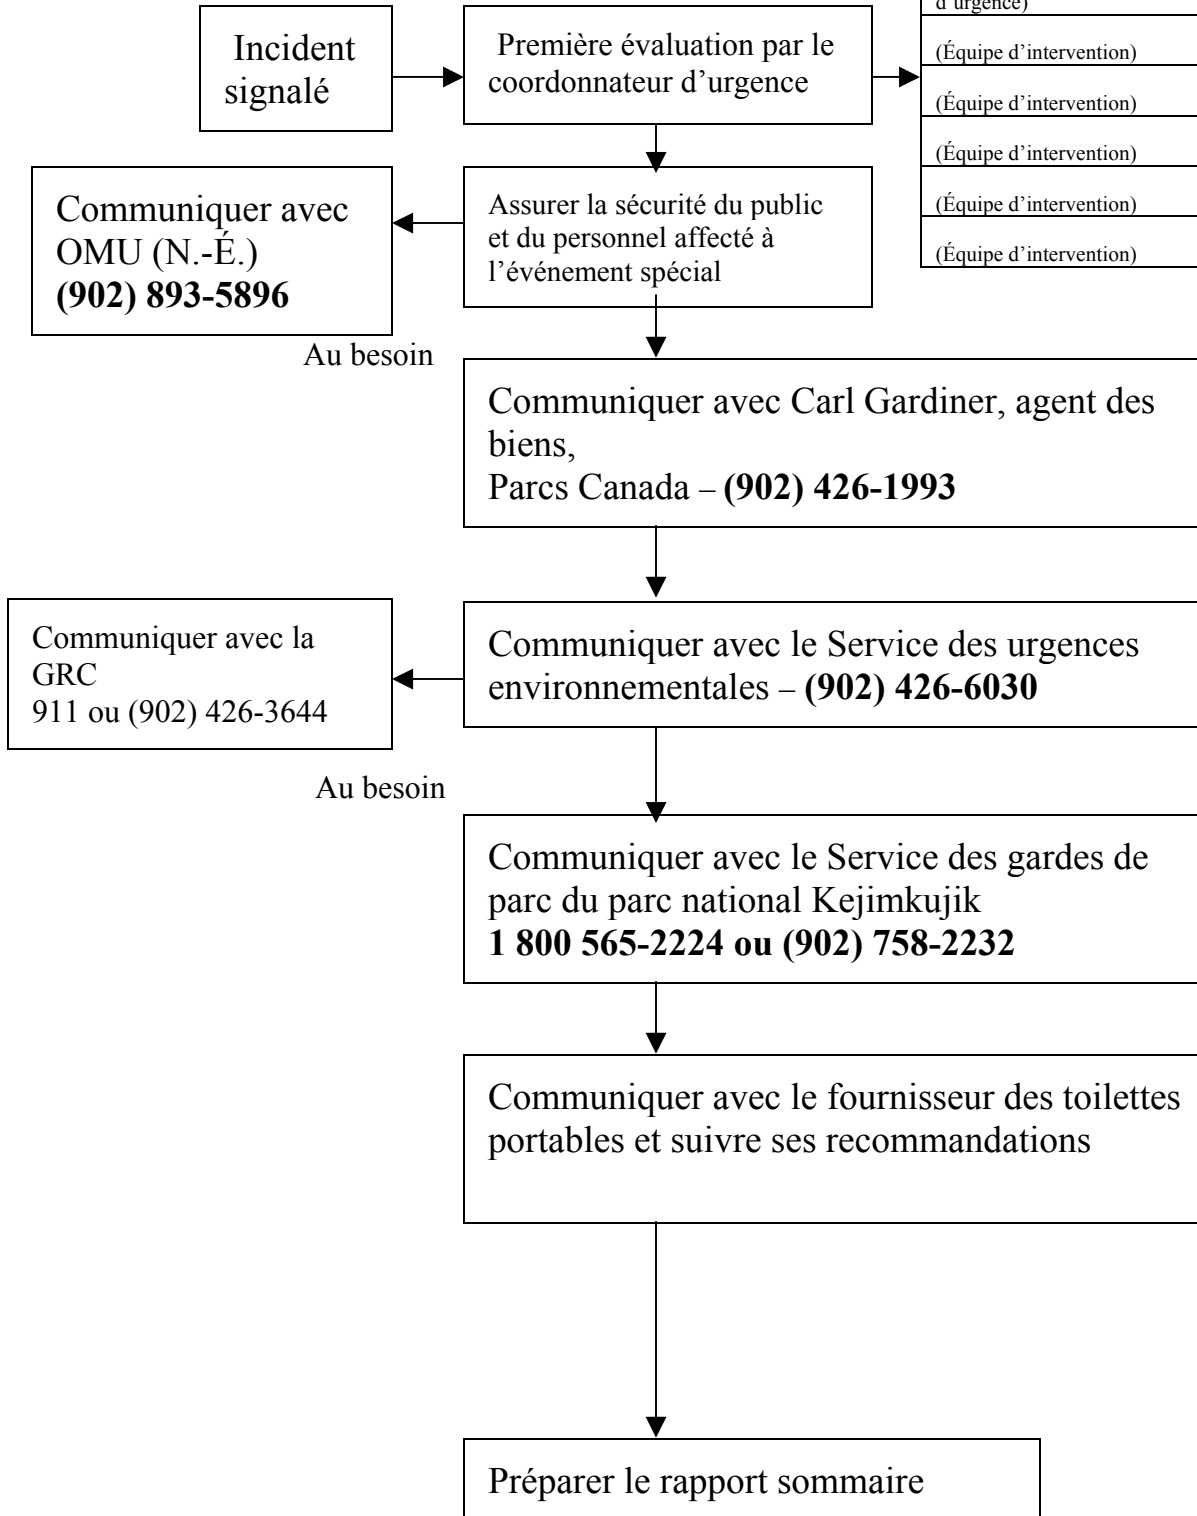 d’urgence)
Incident
signalé
Première évaluation par le
coordonnateur d’urgence
(Équipe d’intervention)
(Équipe d’intervention)
(Équipe d’intervention)
(Équipe d’intervention)
(Équipe d’intervention)
Communiquer avec
OMU (N.-É.)
(902) 893-5896
Assurer la sécurité du public
et du personnel affecté à
l’événement spécial
Au besoin
Communiquer avec Carl Gardiner, agent des
biens,
Parcs Canada – (902) 426-1993
Communiquer avec la
GRC
911 ou (902) 426-3644
Communiquer avec le Service des urgences
environnementales – (902) 426-6030
Au besoin
Communiquer avec le Service des gardes de
parc du parc national Kejimkujik
1 800 565-2224 ou (902) 758-2232
Communiquer avec le fournisseur des toilettes
portables et suivre ses recommandations
Préparer le rapport sommaire